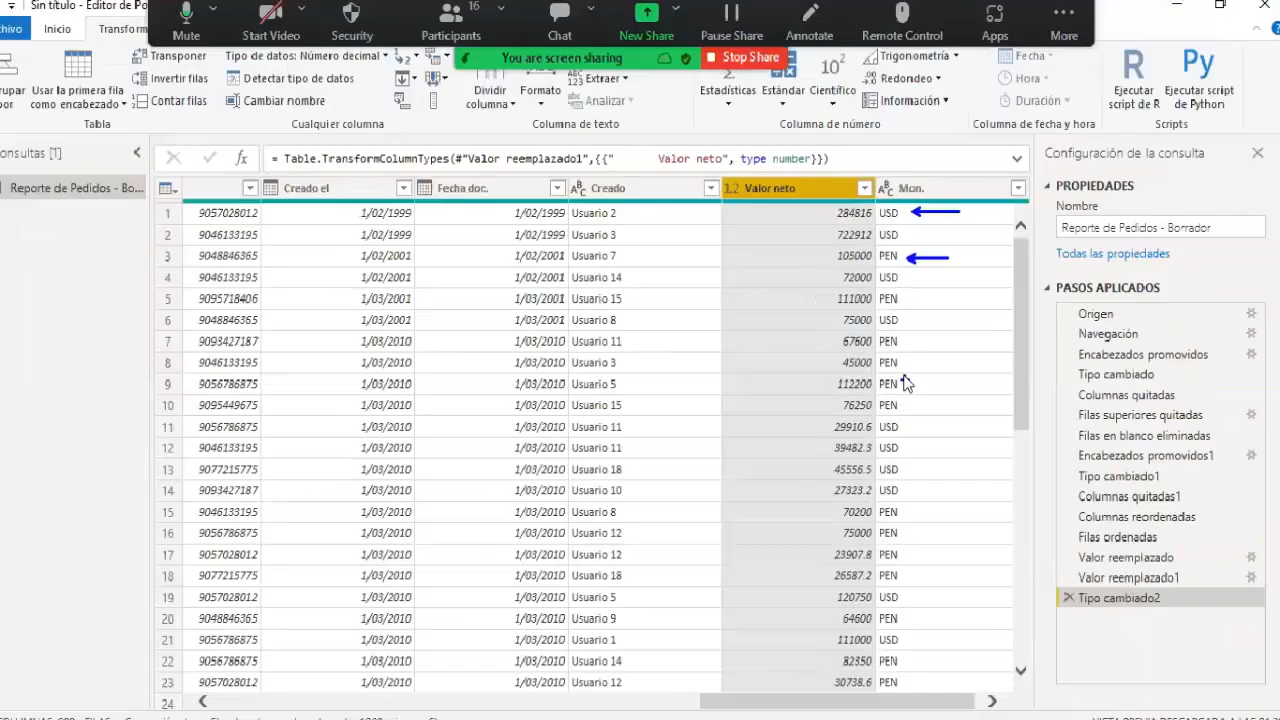 Sin título - Editor de Po
Mute
Start Video
Security
16
Participants
Chat
New Share
Pause Share
Annotate
Remote Control
Apps
More
You are screen sharing
Stop Share
Inicio
Transform
Transponer
Invertir filas
Contar filas
Usar la primera fila
como encabezado
Tabla
Tipo de datos: Número decimal
Detectar tipo de datos
Cambiar nombre
Cualquier columna
Dividir
columna
Formato
Extraer
Analizar
Columna de texto
Estadísticas
Estándar
Científico
Trigonometría
Redondeo
Información
Columna de número
Fecha
Hora
Duración
Columna de fecha y hora
Ejecutar
script de R
Ejecutar script
de Python
Scripts
= Table.TransformColumnTypes(#"Valor reemplazado1",{{"      Valor neto", type number}})
Creado el
Fecha doc.
Creado
1.2 Valor neto
Mon.
1 9057028012 1/02/1999 1/02/1999 Usuario 2 284816 USD
2 9046133195 1/02/1999 1/02/1999 Usuario 3 722912 USD
3 9048846365 1/02/2001 1/02/2001 Usuario 7 105000 PEN
4 9046133195 1/02/2001 1/02/2001 Usuario 14 72000 USD
5 9095718406 1/03/2001 1/03/2001 Usuario 15 111000 PEN
6 9048846365 1/03/2001 1/03/2001 Usuario 8 75000 USD
7 9093427187 1/03/2010 1/03/2010 Usuario 11 67600 PEN
8 9046133195 1/03/2010 1/03/2010 Usuario 3 45000 PEN
9 9056786875 1/03/2010 1/03/2010 Usuario 5 112200 PEN
10 9095449675 1/03/2010 1/03/2010 Usuario 15 76250 PEN
11 9056786875 1/03/2010 1/03/2010 Usuario 11 29910.6 USD
12 9046133195 1/03/2010 1/03/2010 Usuario 11 39482.3 USD
13 9077215775 1/03/2010 1/03/2010 Usuario 18 45556.5 USD
14 9093427187 1/03/2010 1/03/2010 Usuario 10 27323.2 USD
15 9046133195 1/03/2010 1/03/2010 Usuario 8 70200 PEN
16 9056786875 1/03/2010 1/03/2010 Usuario 12 75000 PEN
17 9057028012 1/03/2010 1/03/2010 Usuario 12 23907.8 PEN
18 9077215775 1/03/2010 1/03/2010 Usuario 18 26587.2 PEN
19 9057028012 1/03/2010 1/03/2010 Usuario 5 120750 USD
20 9048846365 1/03/2010 1/03/2010 Usuario 9 64600 PEN
21 9056786875 1/03/2010 1/03/2010 Usuario 1 111000 USD
22 9056786875 1/03/2010 1/03/2010 Usuario 14 82350 PEN
23 9057028012 1/03/2010 1/03/2010 Usuario 12 30738.6 PEN
24
onsultas [1]
Reporte de Pedidos - Bo...
Configuración de la consulta
PROPIEDADES
Nombre
Reporte de Pedidos - Borrador
Todas las propiedades
PASOS APLICADOS
Origen
Navegación
Encabezados promovidos
Tipo cambiado
Columnas quitadas
Filas superiores quitadas
Filas en blanco eliminadas
Encabezados promovidos1
Tipo cambiado1
Columnas quitadas1
Columnas reordenadas
Filas ordenadas
Valor reemplazado
Valor reemplazado1
Tipo cambiado2